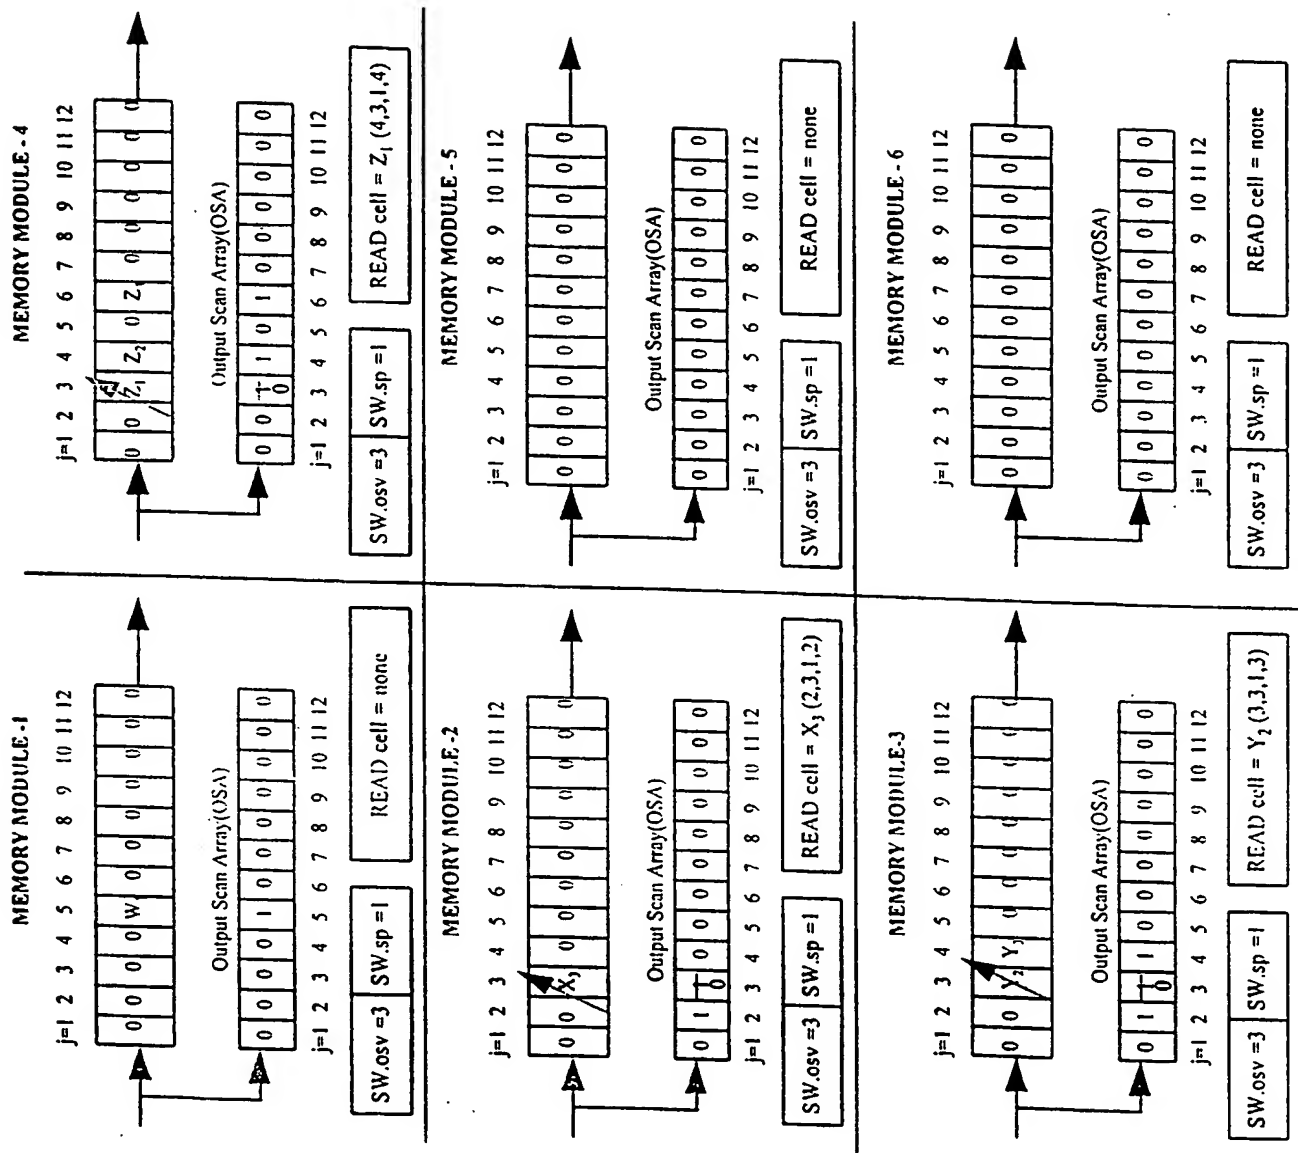 MEMORY MODULE -1
j=1 2 3 4 5 6 7 8 9 10 11 12
0 0 0 0 W 0 0 0 0 0 0 0
Output Scan Array(OSA)
0 0 0 0 1 0 0 0 0 0 0 0
j=1 2 3 4 5 6 7 8 9 10 11 12
SW.osv =3 SW.sp =1 READ cell = none
MEMORY MODULE -2
j=1 2 3 4 5 6 7 8 9 10 11 12
0 0 X₃ 0 0 0 0 0 0 0 0 0
Output Scan Array(OSA)
0 1 1 0 0 0 0 0 0 0 0 0
0
j=1 2 3 4 5 6 7 8 9 10 11 12
SW.osv =3 SW.sp =1 READ cell = X₃ (2,3,1,2)
MEMORY MODULE-3
j=1 2 3 4 5 6 7 8 9 10 11 12
0 0 Y₂ Y₃ 0 0 0 0 0 0 0 0
Output Scan Array(OSA)
0 1 1 1 0 0 0 0 0 0 0 0
0
j=1 2 3 4 5 6 7 8 9 10 11 12
SW.osv =3 SW.sp =1 READ cell = Y₂ (3,3,1,3)
MEMORY MODULE - 4
j=1 2 3 4 5 6 7 8 9 10 11 12
0 0 Z₁ Z₂ 0 Z 0 0 0 0 0 0
Output Scan Array(OSA)
0 0 1 1 0 1 0 0 0 0 0 0
0
j=1 2 3 4 5 6 7 8 9 10 11 12
SW.osv =3 SW.sp =1 READ cell = Z₁ (4,3,1,4)
MEMORY MODULE - 5
j=1 2 3 4 5 6 7 8 9 10 11 12
0 0 0 0 0 0 0 0 0 0 0 0
Output Scan Array(OSA)
0 0 0 0 0 0 0 0 0 0 0 0
j=1 2 3 4 5 6 7 8 9 10 11 12
SW.osv =3 SW.sp =1 READ cell = none
MEMORY MODULE - 6
j=1 2 3 4 5 6 7 8 9 10 11 12
0 0 0 0 0 0 0 0 0 0 0 0
Output Scan Array(OSA)
0 0 0 0 0 0 0 0 0 0 0 0
j=1 2 3 4 5 6 7 8 9 10 11 12
SW.osv =3 SW.sp =1 READ cell = none